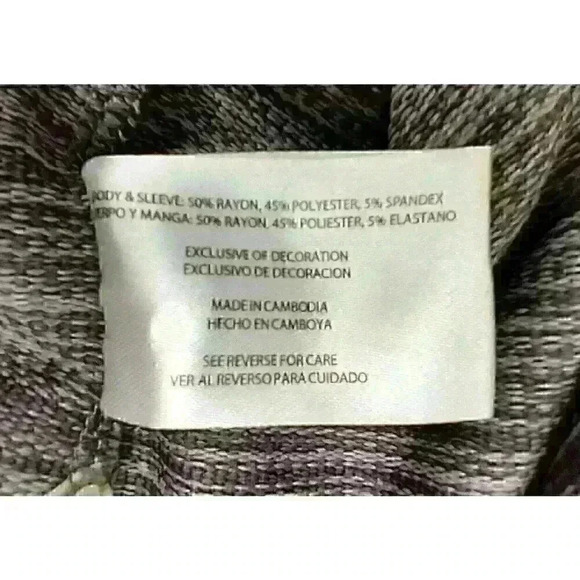 BODY & SLEEVE: 50% RAYON, 45% POLYESTER, 5% SPANDEX
ERPO Y MANGA: 50% RAYON, 45% POLIESTER, 5% ELASTANO
EXCLUSIVE OF DECORATION
EXCLUSIVO DE DECORACION
MADE IN CAMBODIA
HECHO EN CAMBOYA
SEE REVERSE FOR CARE
VER AL REVERSO PARA CUIDADO